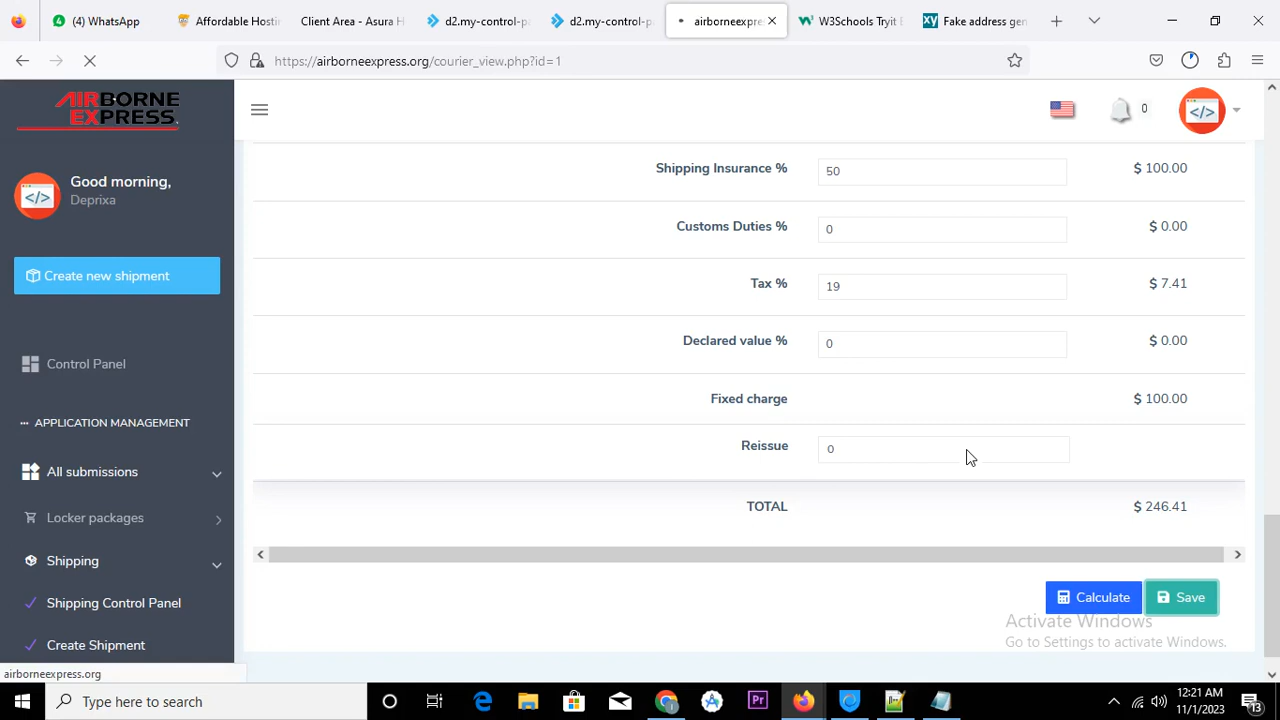 (4) WhatsApp
Affordable Hosti
Client Area - Asura H
d2.my-control-p
d2.my-control-p
airborneexpres
W3Schools Tryit E
Fake address gen
https://airborneexpress.org/courier_view.php?id=1
AIRBORNE
EXPRESS.
0
Good morning,
Deprixa
Create new shipment
Control Panel
APPLICATION MANAGEMENT
All submissions
Locker packages
Shipping
Shipping Control Panel
Create Shipment
airborneexpress.org
Shipping Insurance % 50 $ 100.00
Customs Duties % 0 $ 0.00
Tax % 19 $ 7.41
Declared value % 0 $ 0.00
Fixed charge $ 100.00
Reissue 0
TOTAL $ 246.41
Calculate Save
Activate Windows
Go to Settings to activate Windows.
Type here to search
Pr
12:21 AM
11/1/2023
13